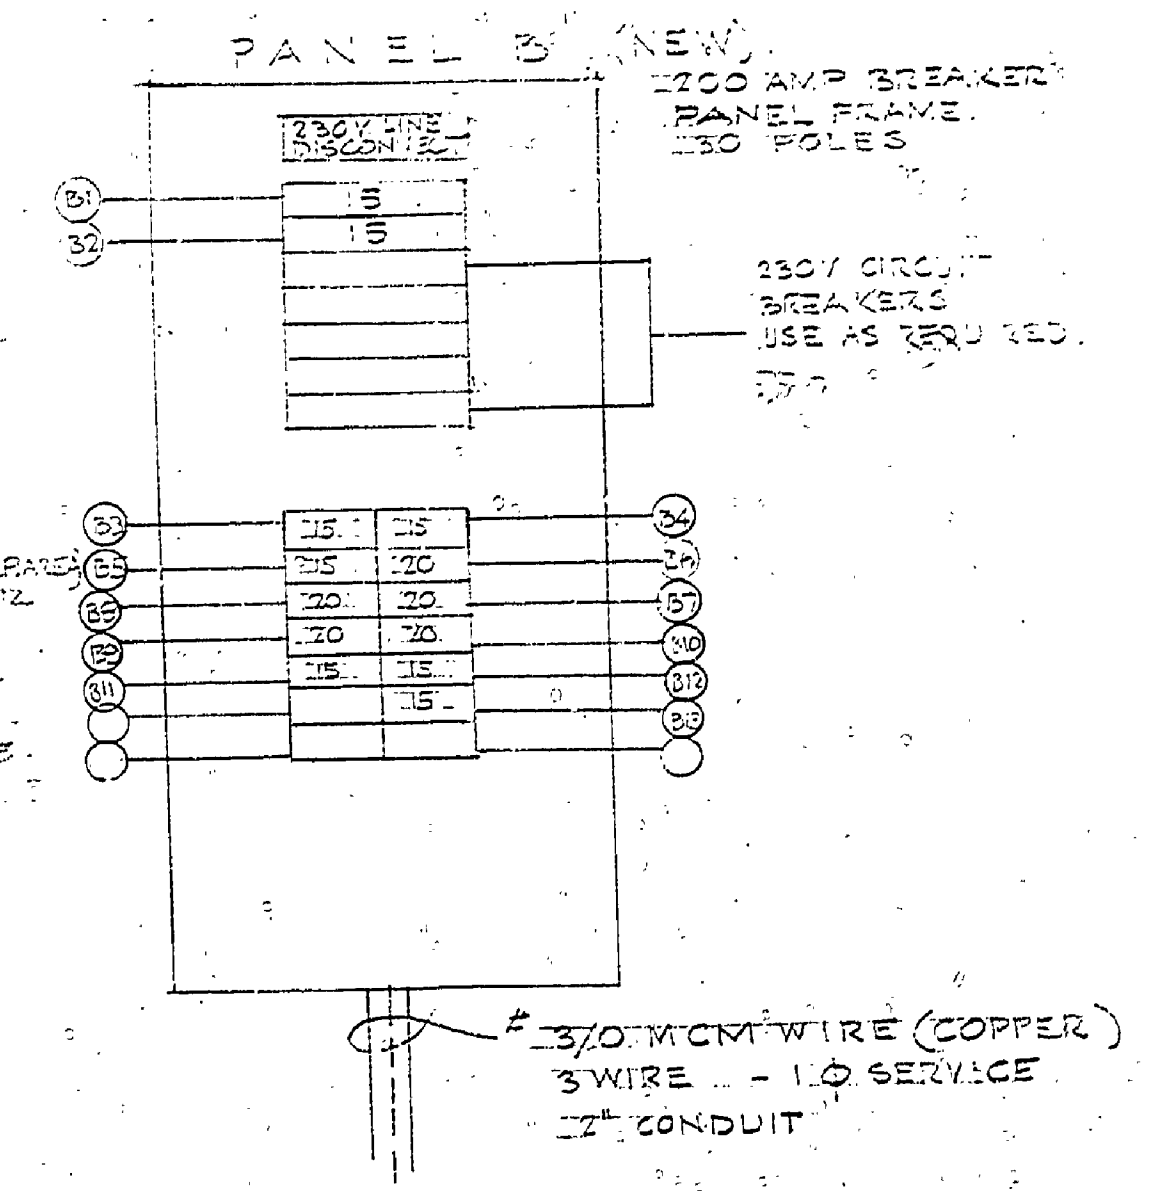 PANEL B (NEW)
200 AMP BREAKER
PANEL FRAME.
30 POLES
230V LINE
DISCONNECT
B1 15
B2 15
230V CIRCUIT
BREAKERS
USE AS REQUIRED.
B3 15 15 B4
B5 15 20 B6
20 20 B7
20 20 B10
B11 15 15 B12
15 B13
# 3/0 MCM WIRE (COPPER)
3 WIRE - 1 Ø SERVICE
2" CONDUIT